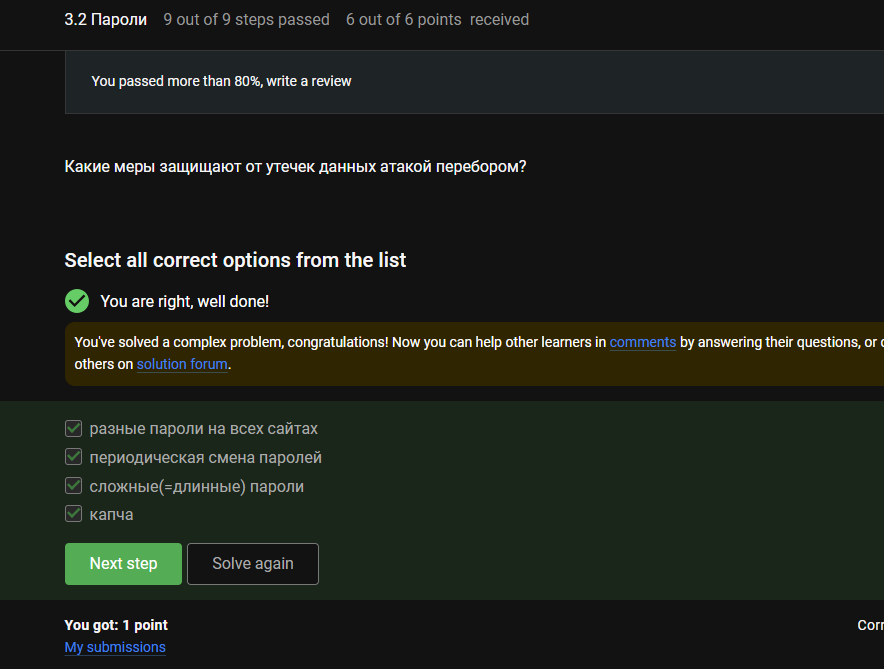 3.2 Пароли 9 out of 9 steps passed 6 out of 6 points received
You passed more than 80%, write a review
Какие меры защищают от утечек данных атакой перебором?
Select all correct options from the list
You are right, well done!
You've solved a complex problem, congratulations! Now you can help other learners in comments by answering their questions, or
others on solution forum.
разные пароли на всех сайтах
периодическая смена паролей
сложные(=длинные) пароли
капча
Next step Solve again
You got: 1 point
My submissions